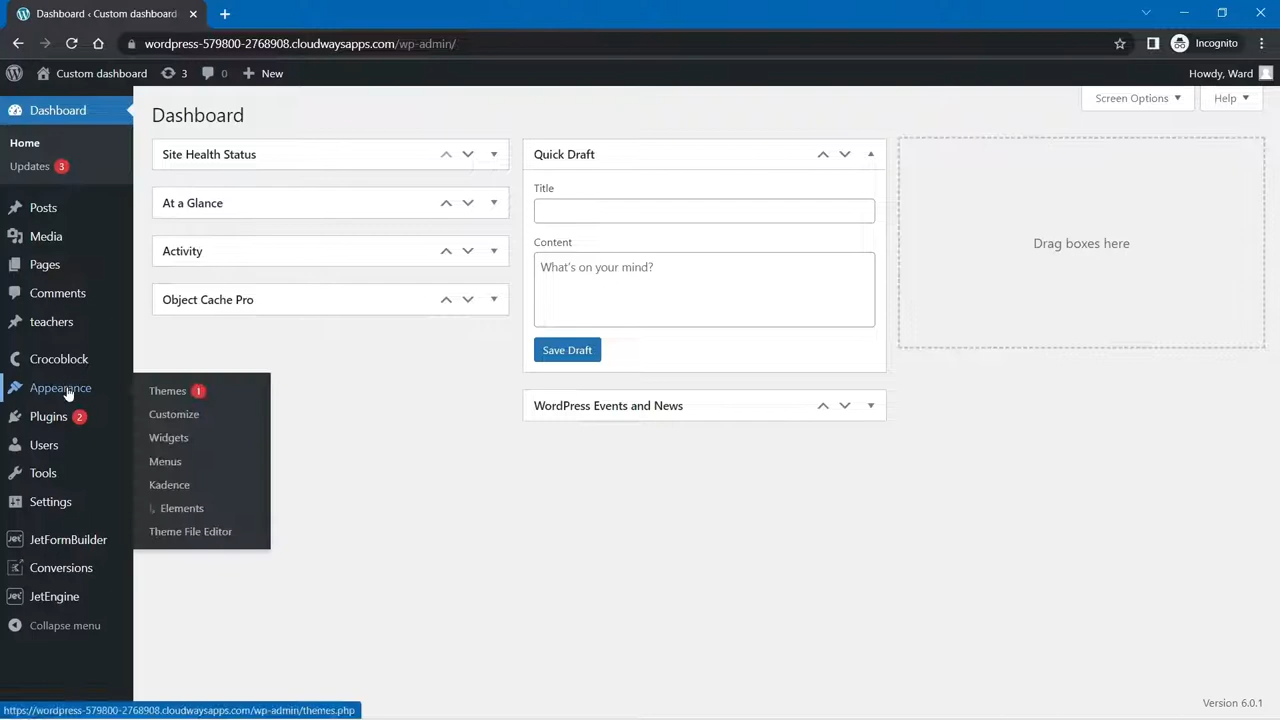 Dashboard ‹ Custom dashboard
wordpress-579800-2768908.cloudwaysapps.com/wp-admin/
Incognito
Custom dashboard
3
0
New
Howdy, Ward
Dashboard
Home
Updates 3
Posts
Media
Pages
Comments
teachers
Crocoblock
Appearance
Plugins 2
Users
Tools
Settings
JetFormBuilder
Conversions
JetEngine
Collapse menu
Themes 1
Customize
Widgets
Menus
Kadence
Elements
Theme File Editor
Screen Options
Help
Dashboard
Site Health Status
At a Glance
Activity
Object Cache Pro
Quick Draft
Title
Content
What's on your mind?
Save Draft
WordPress Events and News
Drag boxes here
Version 6.0.1
https://wordpress-579800-2768908.cloudwaysapps.com/wp-admin/themes.php